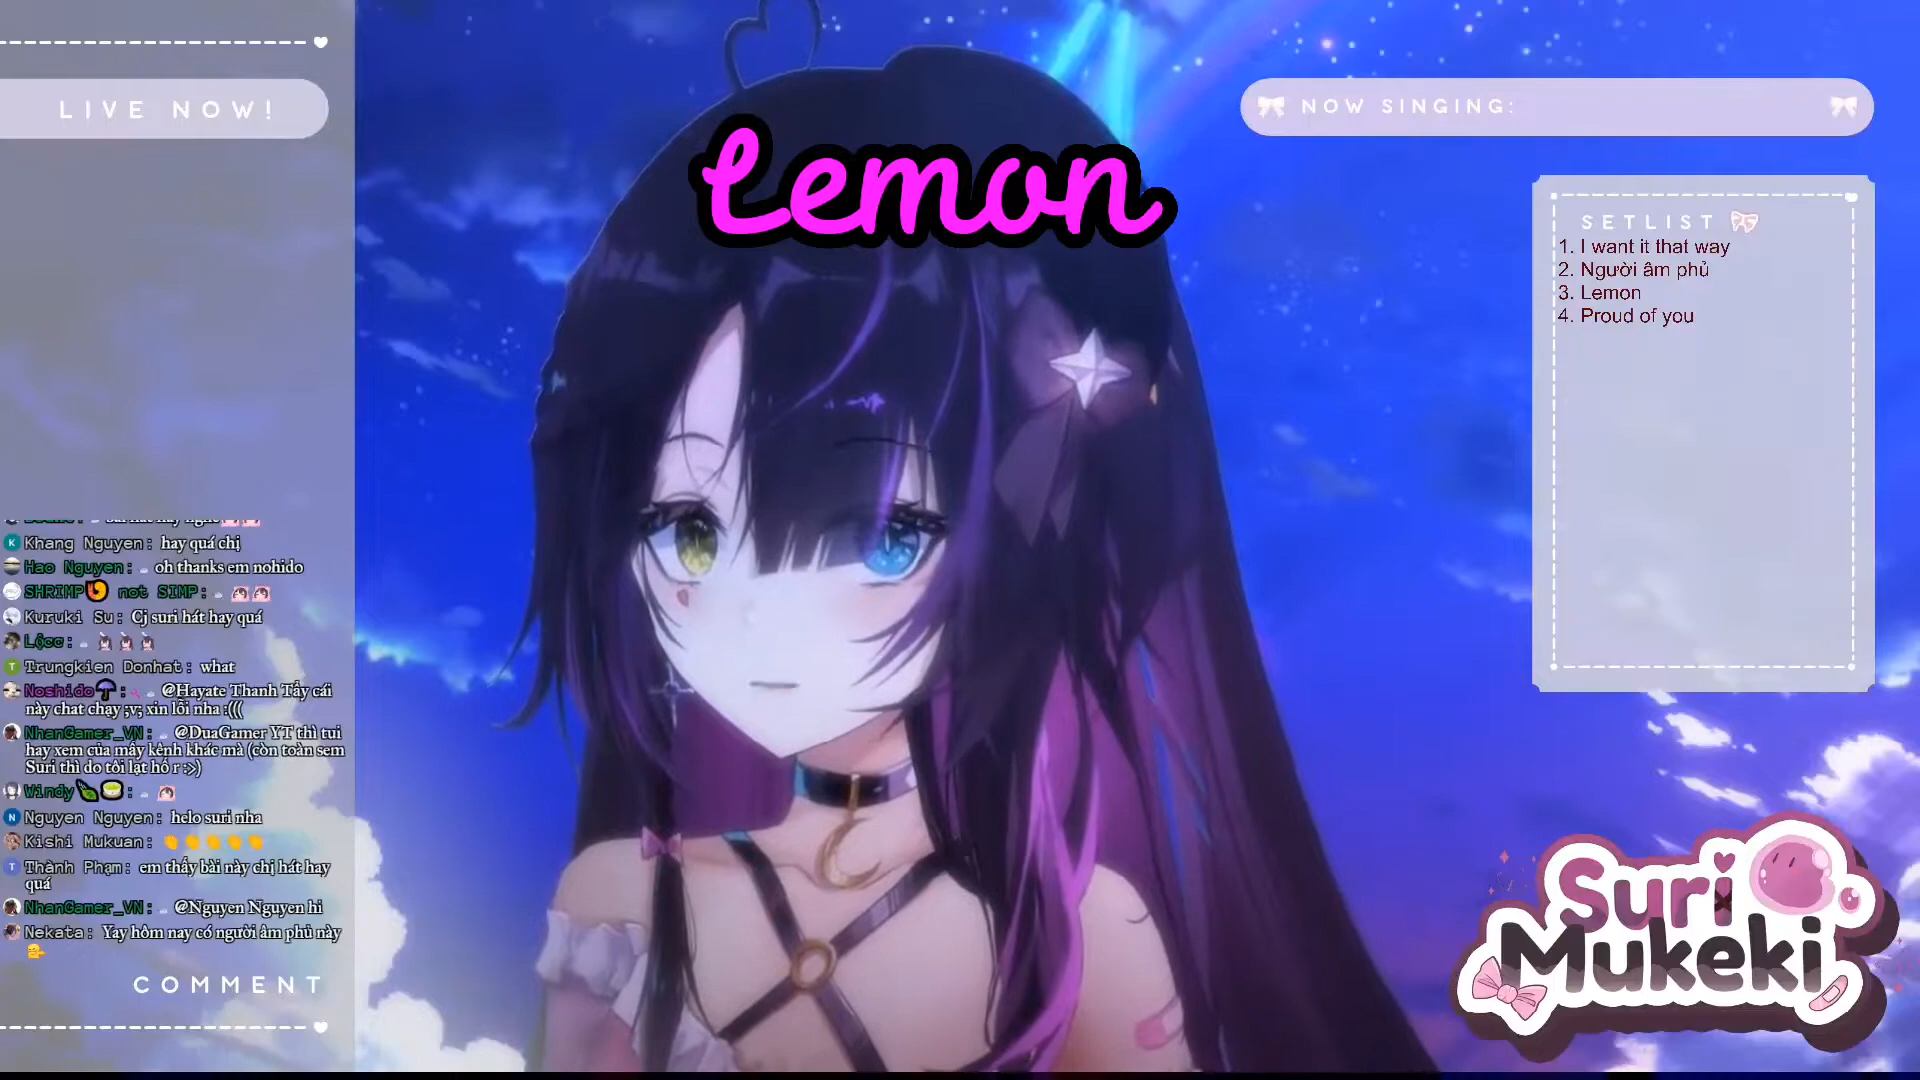 LIVE NOW!
Lemon
NOW SINGING:
SETLIST
1. I want it that way
2. Người âm phủ
3. Lemon
4. Proud of you
Khang Nguyen: hay quá chị
Hao Nguyen: oh thanks em nohido
SHRIMP not SIMP:
Kuruki Su: Cj suri hát hay quá
Lộcc:
Trungkien Donhat: what
Noshido: @Hayate Thanh Tẩy cái
này chat chạy ;v; xin lỗi nha :(((
NhanGamer_VN: @DuaGamer YT thì tui
hay xem của mấy kênh khác mà (còn toàn sem
Suri thì do tôi lật hố r :>)
Windy:
Nguyen Nguyen: helo suri nha
Kishi Mukuan:
Thành Phạm: em thấy bài này chị hát hay
quá
NhanGamer_VN: @Nguyen Nguyen hi
Nekata: Yay hôm nay có người âm phủ này
COMMENT
Suri
Mukeki